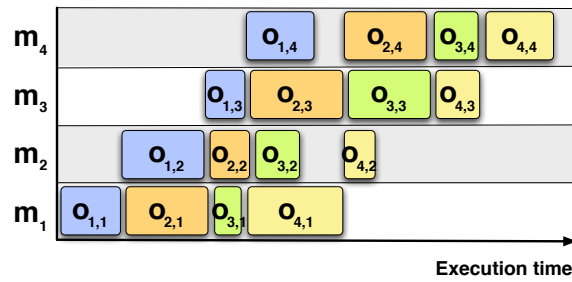 m4 O1,4 O2,4 O3,4 O4,4
m3 O1,3 O2,3 O3,3 O4,3
m2 O1,2 O2,2 O3,2 O4,2
m1 O1,1 O2,1 O3,1 O4,1
Execution time